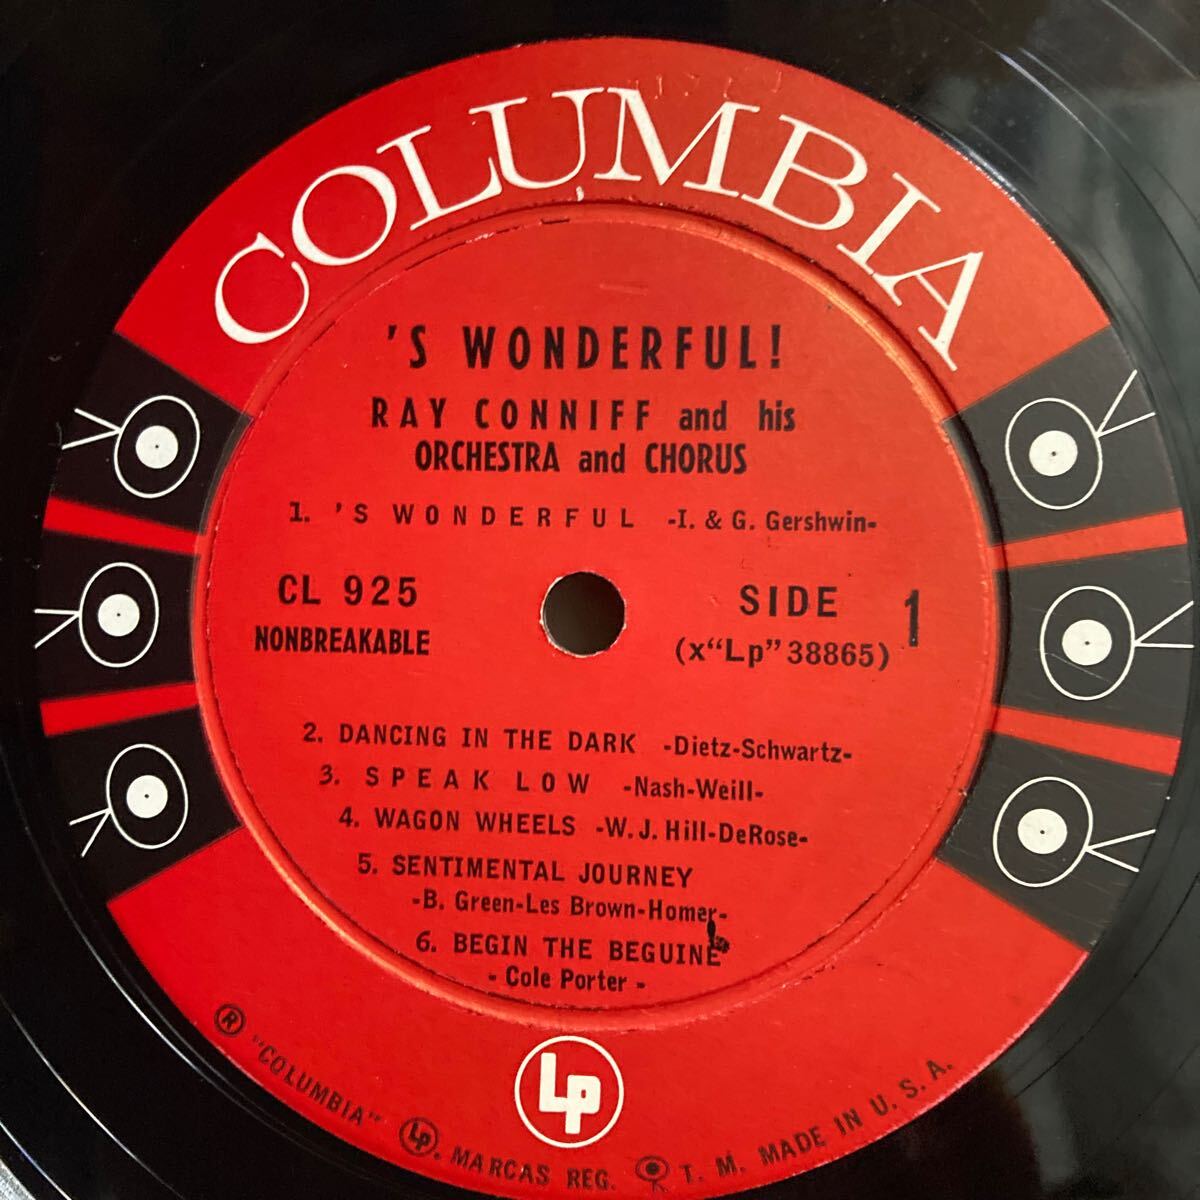 COLUMBIA
'S WONDERFUL!
RAY CONNIFF and his
ORCHESTRA and CHORUS
1. 'S WONDERFUL -I. & G. Gershwin-
CL 925
NONBREAKABLE
SIDE 1
(x“Lp”38865)
2. DANCING IN THE DARK -Dietz-Schwartz-
3. SPEAK LOW -Nash-Weill-
4. WAGON WHEELS -W.J. Hill-DeRose-
5. SENTIMENTAL JOURNEY
-B. Green-Les Brown-Homer-
6. BEGIN THE BEGUINE
- Cole Porter -
Lp
® "COLUMBIA" Lp. MARCAS REG. T. M. MADE IN U. S. A.